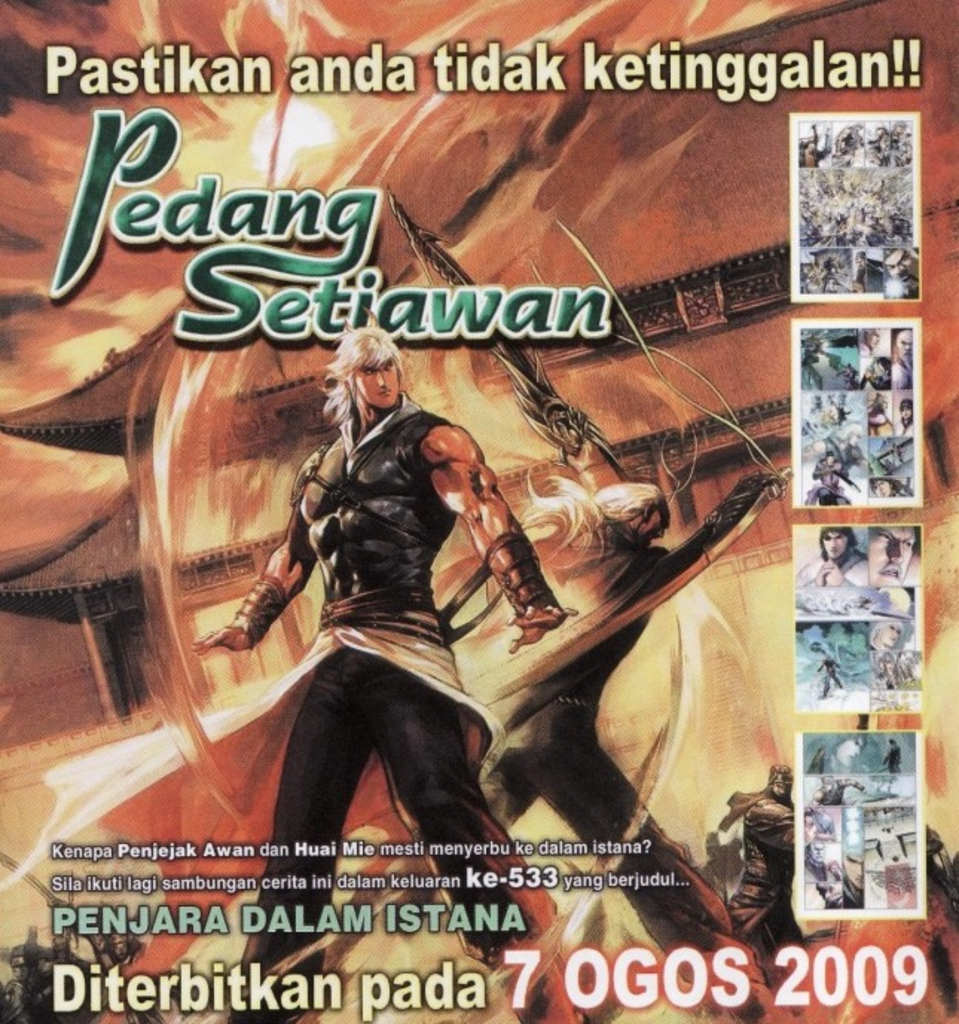 Pastikan anda tidak ketinggalan!!
Pedang
Setiawan
Kenapa Penjejak Awan dan Huai Mie mesti menyerbu ke dalam istana?
Sila ikuti lagi sambungan cerita ini dalam keluaran ke-533 yang berjudul...
PENJARA DALAM ISTANA
Diterbitkan pada 7 OGOS 2009